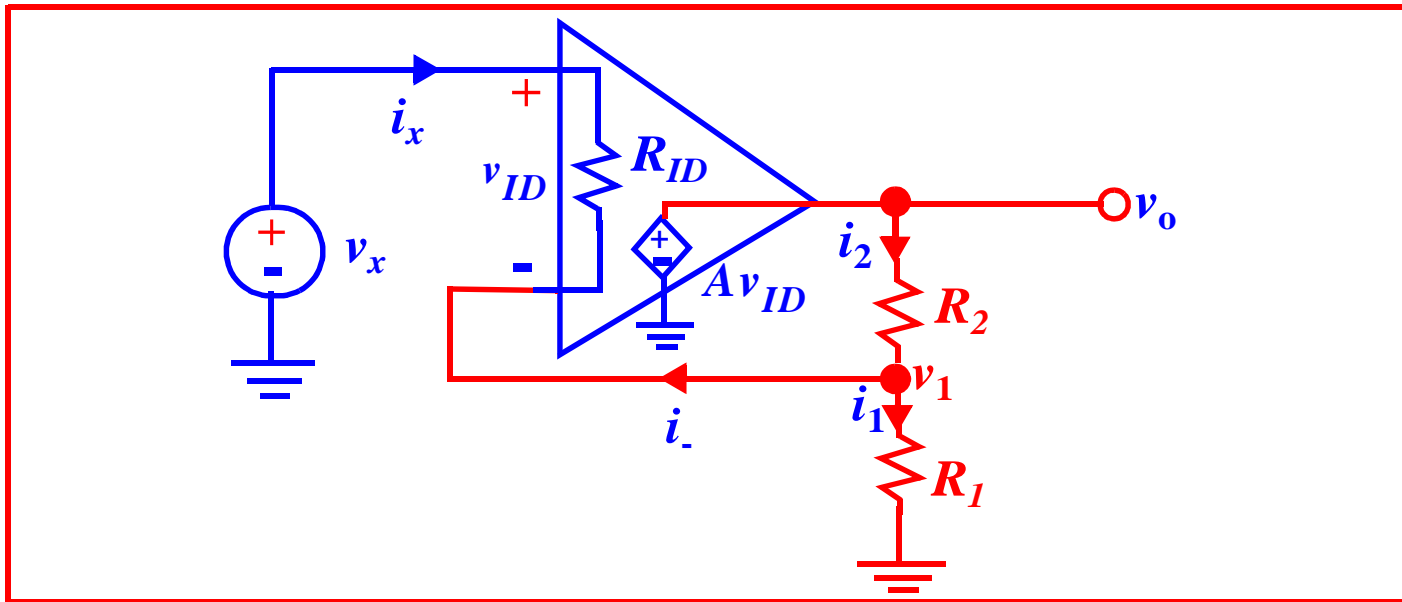 +
i_x
v_ID
R_ID
+
-
v_x
-
+
-
Av_ID
i_2
v_o
R_2
v_1
i_1
i_-
R_1